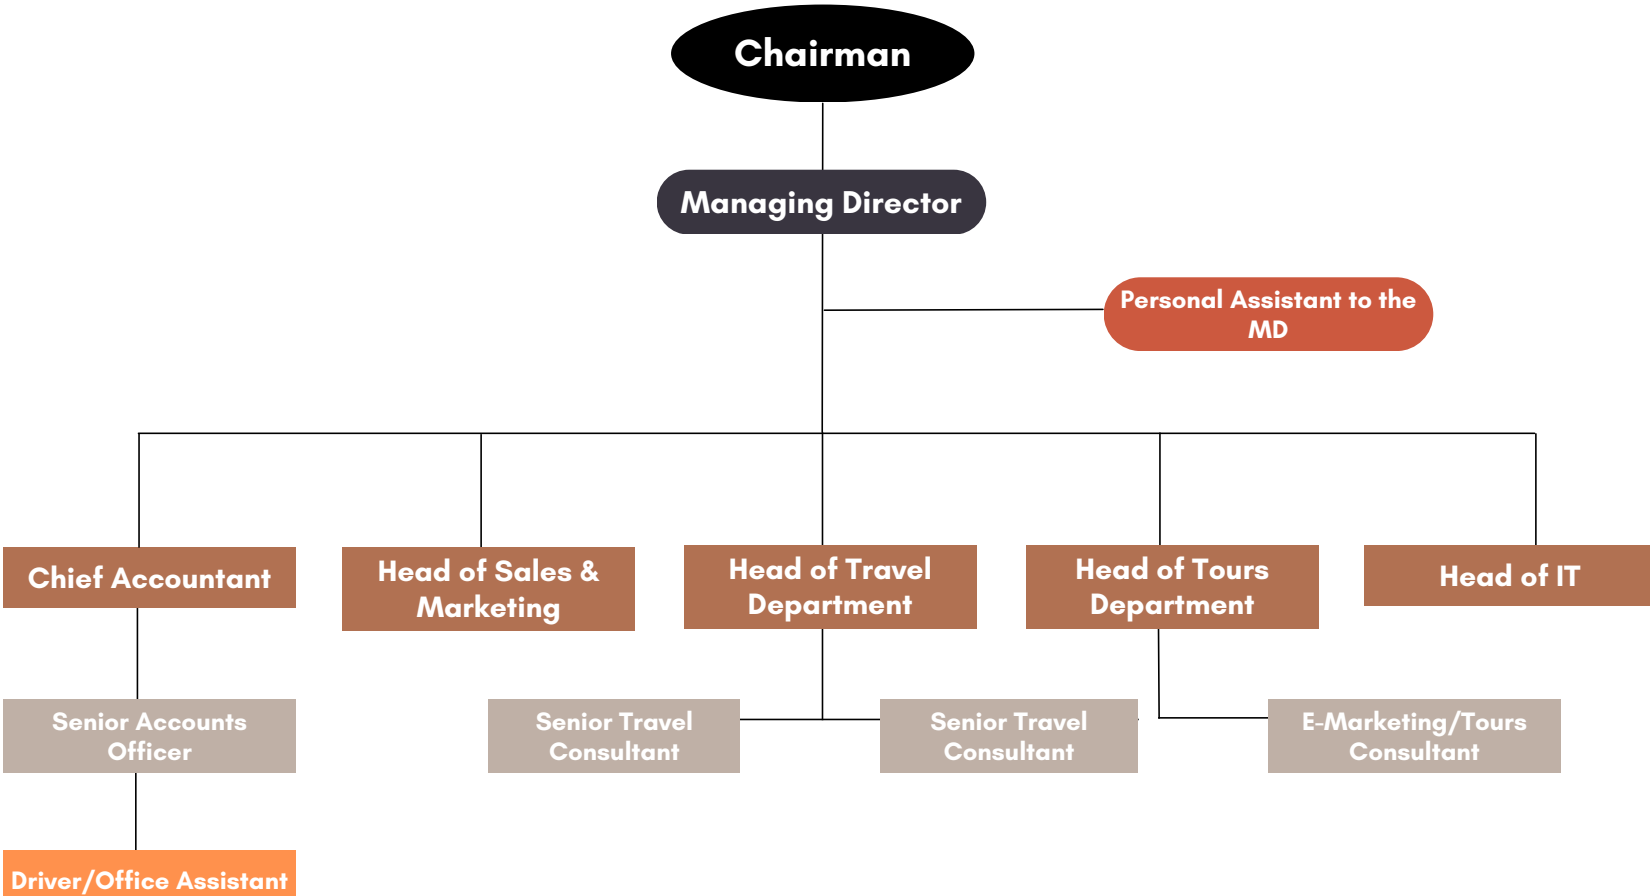 Chairman
Managing Director
Personal Assistant to the
MD
Chief Accountant
Head of Sales &
Marketing
Head of Travel
Department
Head of Tours
Department
Head of IT
Senior Accounts
Officer
Senior Travel
Consultant
Senior Travel
Consultant
E-Marketing/Tours
Consultant
Driver/Office Assistant